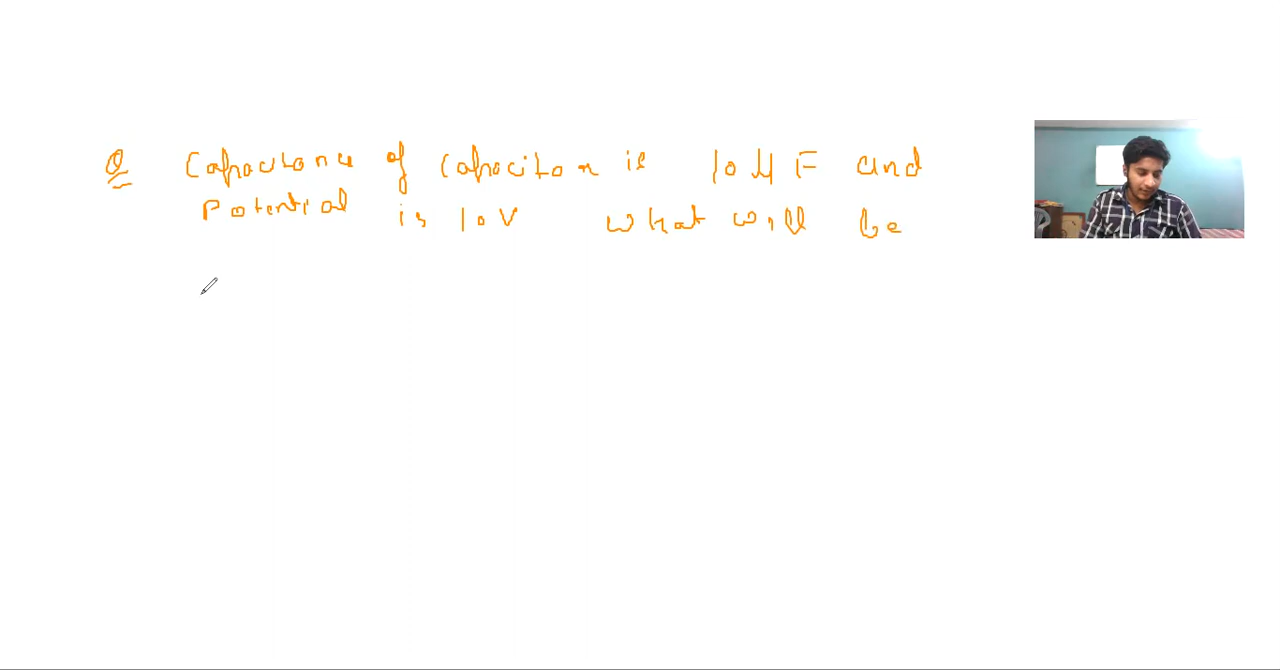 Q Capacitance of capacitor is 10 μF and
Potential is 10V what will be